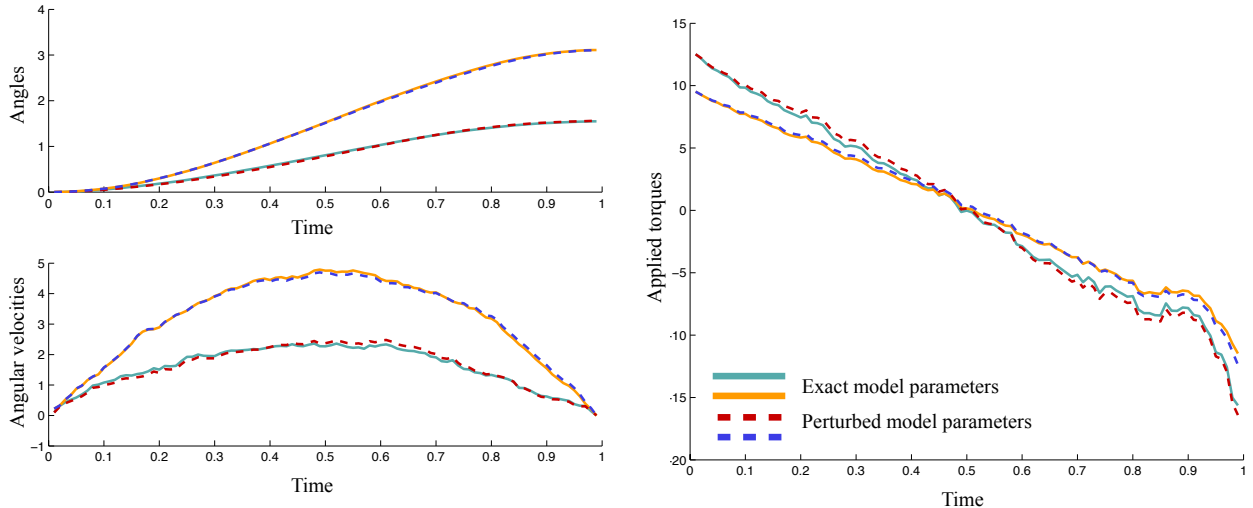 Angles
4
3
2
1
0
0 0.1 0.2 0.3 0.4 0.5 0.6 0.7 0.8 0.9 1
Time
Angular velocities
5
4
3
2
1
0
−1
0 0.1 0.2 0.3 0.4 0.5 0.6 0.7 0.8 0.9 1
Time
Applied torques
15
10
5
0
−5
−10
−15
−20
0 0.1 0.2 0.3 0.4 0.5 0.6 0.7 0.8 0.9 1
Time
Exact model parameters
Perturbed model parameters